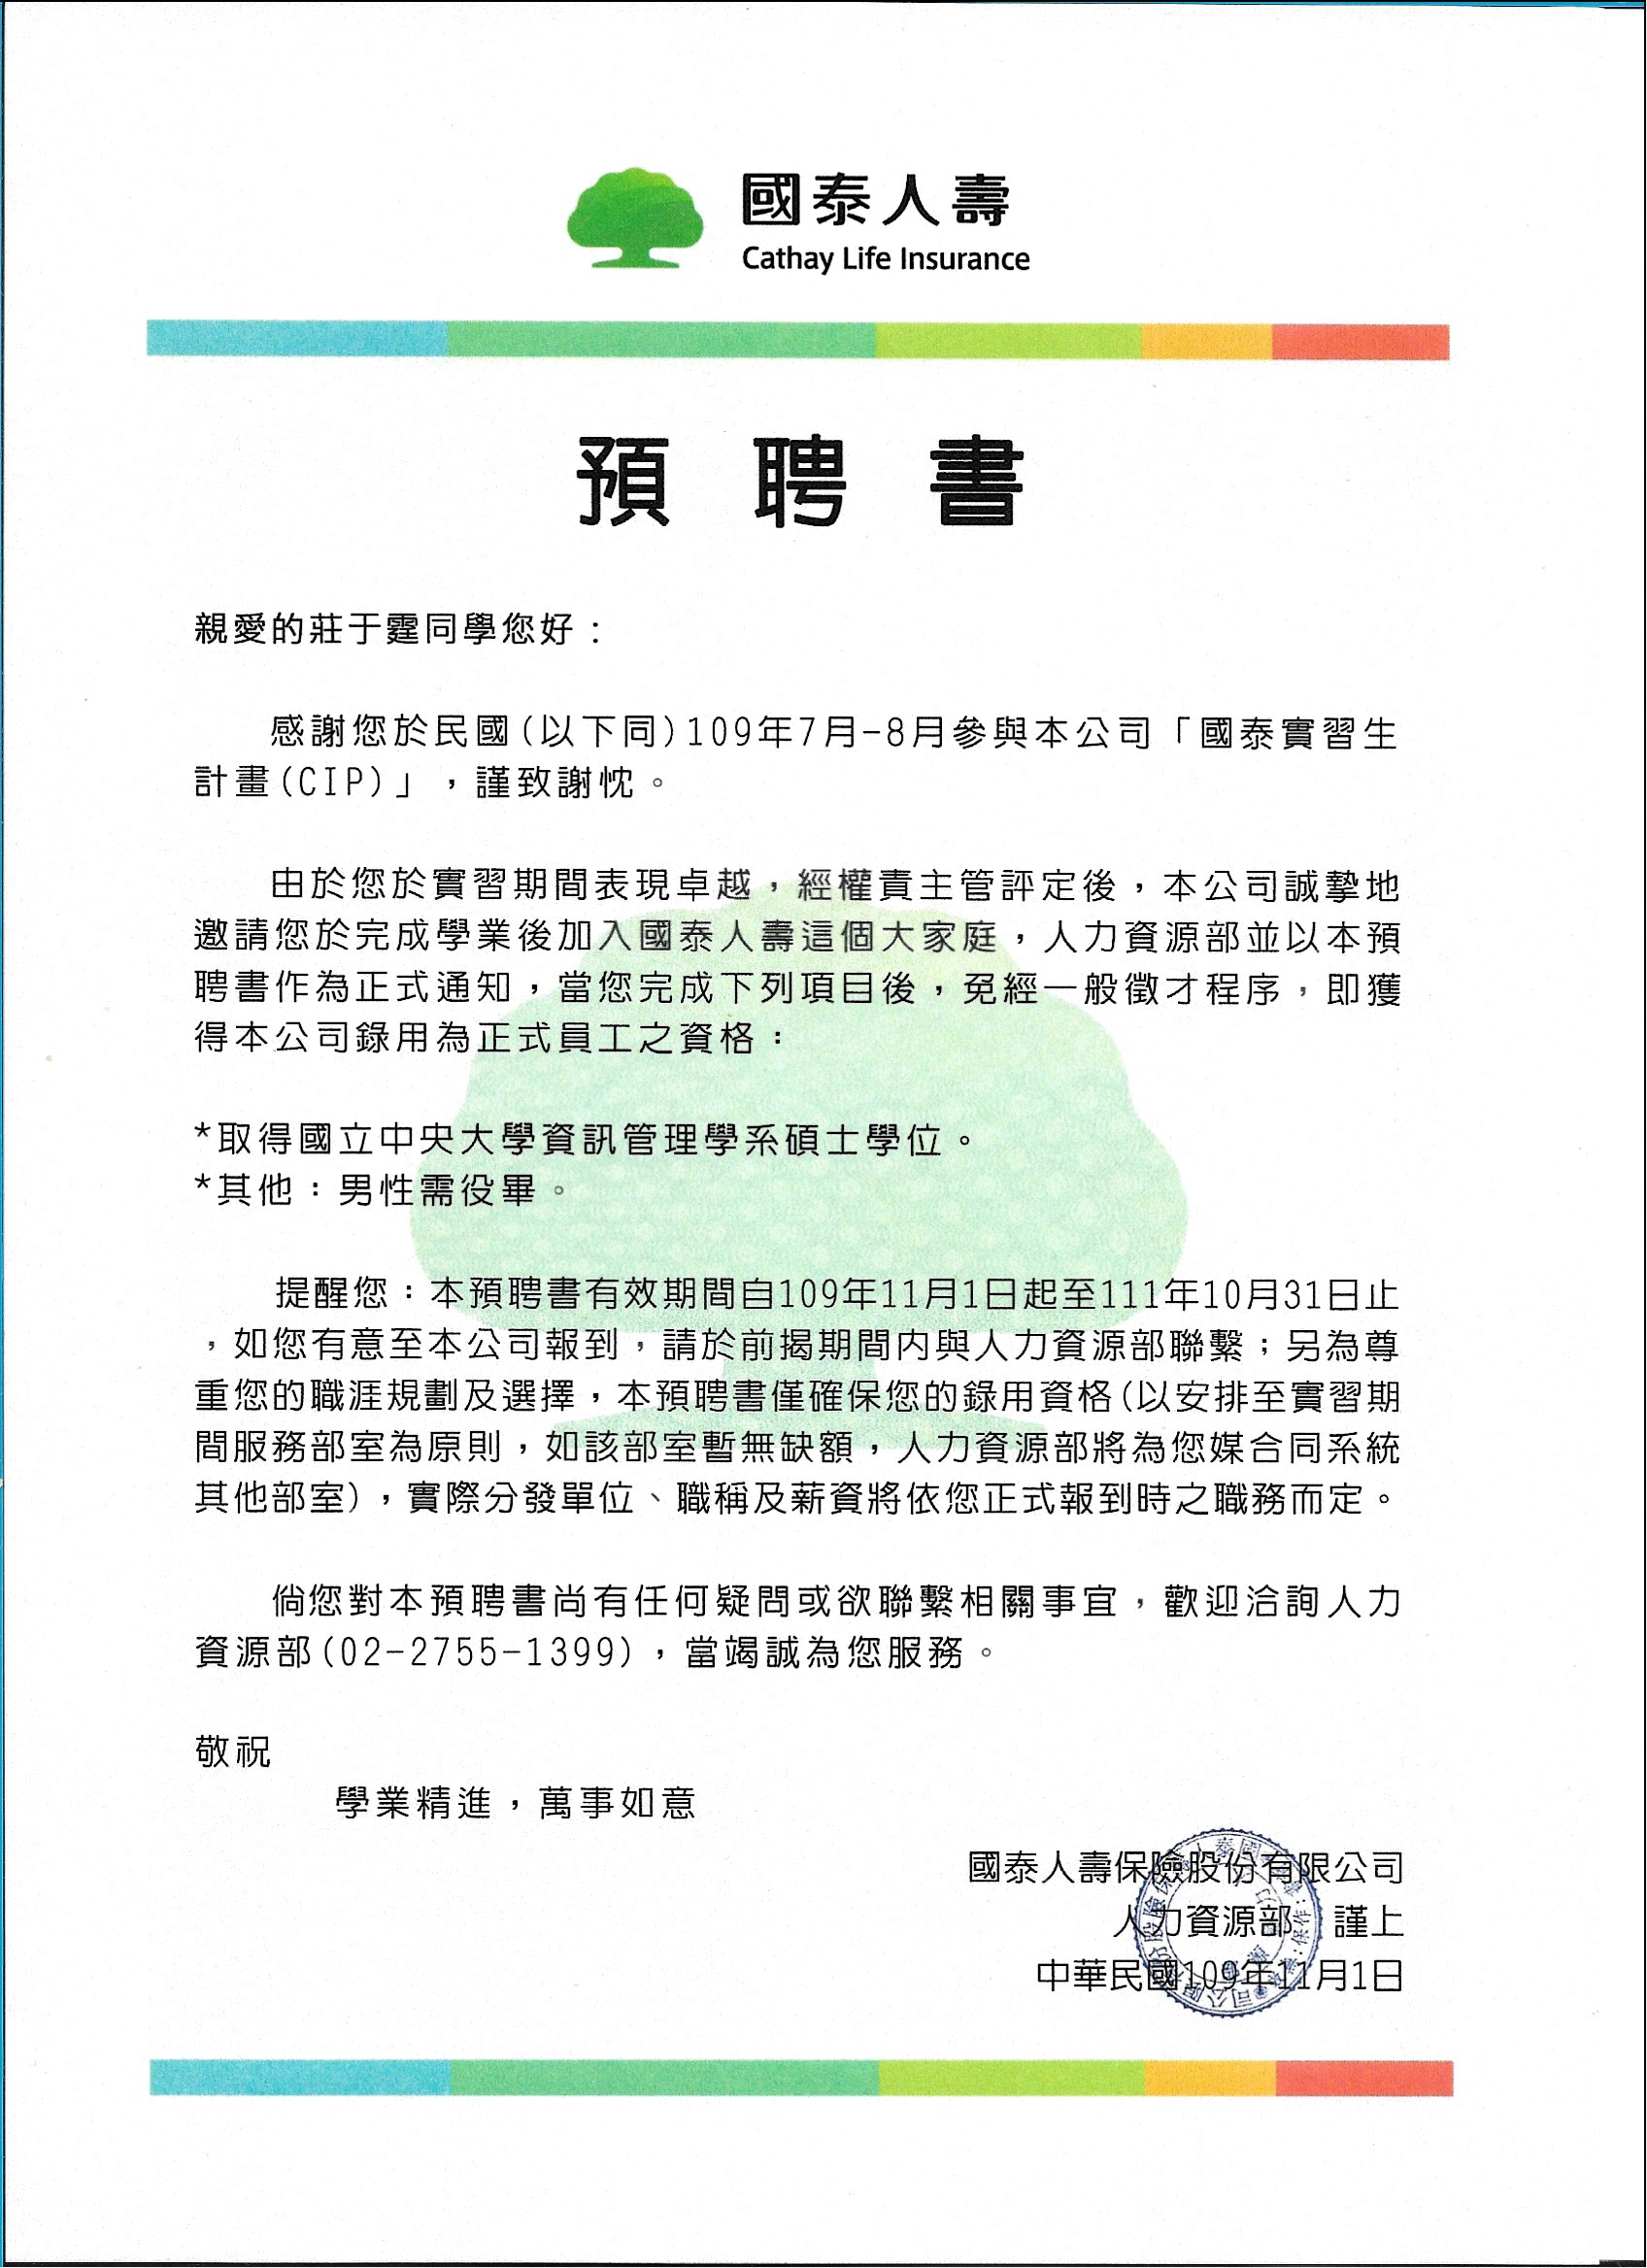 國泰人壽
Cathay Life Insurance
預聘書
親愛的莊于霆同學您好：
感謝您於民國(以下同)109年7月-8月參與本公司「國泰實習生
計畫(CIP)」，謹致謝忱。
由於您於實習期間表現卓越，經權責主管評定後，本公司誠摯地
邀請您於完成學業後加入國泰人壽這個大家庭，人力資源部並以本預
聘書作為正式通知，當您完成下列項目後，免經一般徵才程序，即獲
得本公司錄用為正式員工之資格：
*取得國立中央大學資訊管理學系碩士學位。
*其他：男性需役畢。
提醒您：本預聘書有效期間自109年11月1日起至111年10月31日止
，如您有意至本公司報到，請於前揭期間內與人力資源部聯繫；另為尊
重您的職涯規劃及選擇，本預聘書僅確保您的錄用資格(以安排至實習期
間服務部室為原則，如該部室暫無缺額，人力資源部將為您媒合同系統
其他部室)，實際分發單位、職稱及薪資將依您正式報到時之職務而定。
倘您對本預聘書尚有任何疑問或欲聯繫相關事宜，歡迎洽詢人力
資源部(02-2755-1399)，當竭誠為您服務。
敬祝
學業精進，萬事如意
國泰人壽保險股份有限公司
人力資源部 謹上
中華民國109年11月1日